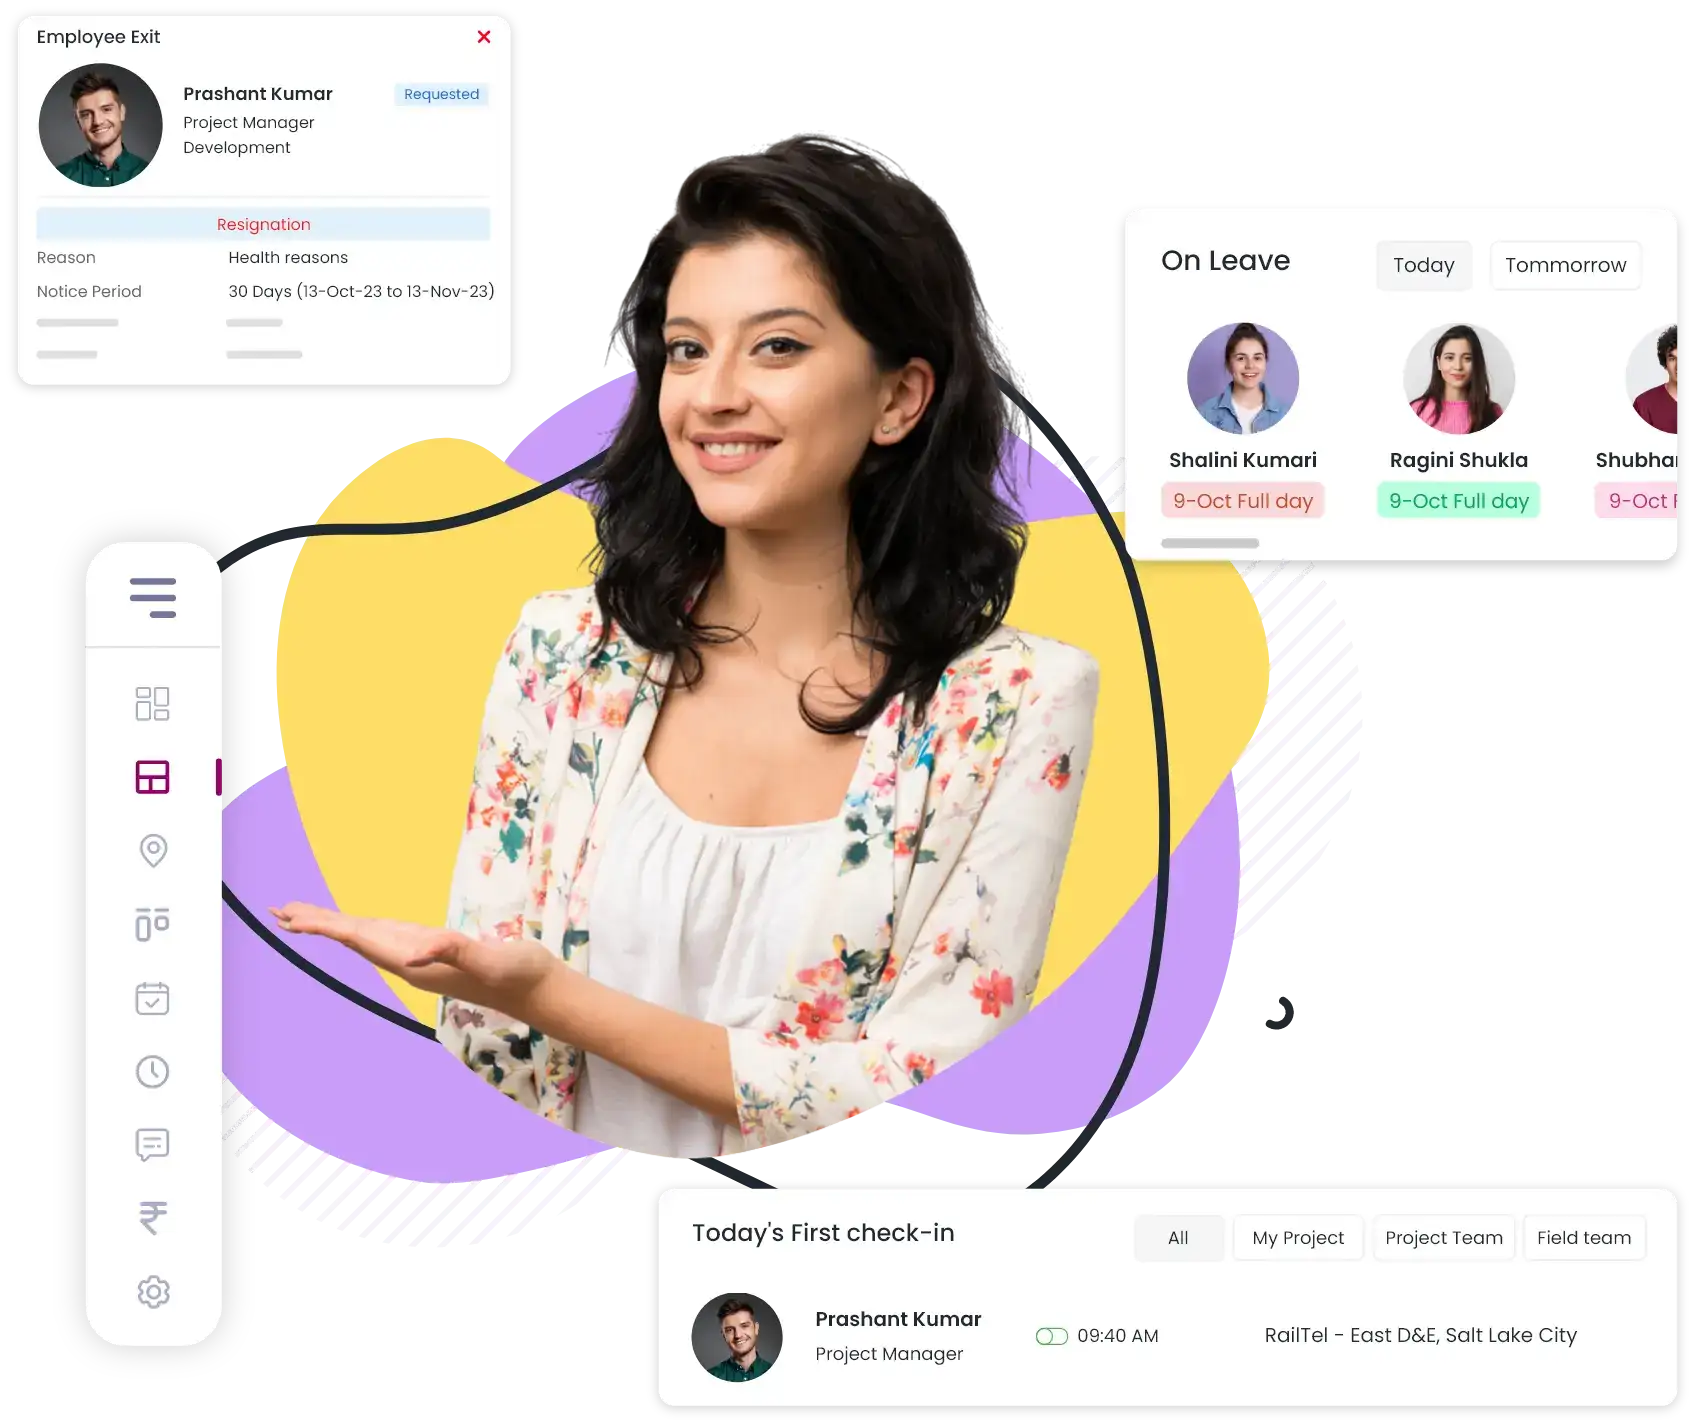 Employee Exit
Prashant Kumar
Requested
Project Manager
Development
Resignation
Reason Health reasons
Notice Period 30 Days (13-Oct-23 to 13-Nov-23)
On Leave Today Tommorrow
Shalini Kumari Ragini Shukla
9-Oct Full day 9-Oct Full day 9-Oct
Today's First check-in All My Project Project Team Field team
Prashant Kumar
Project Manager
09:40 AM RailTel - East D&E, Salt Lake City